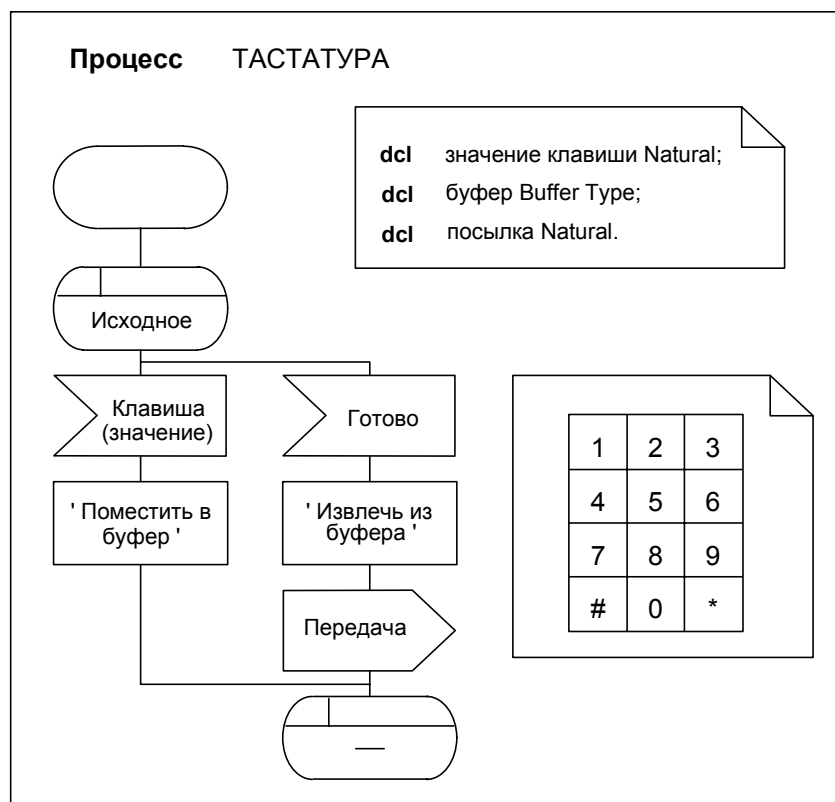 Процесс ТАСТАТУРА
dcl значение клавиши Natural;
dcl буфер Buffer Type;
dcl посылка Natural.
Исходное
Клавиша
(значение)
Готово
' Поместить в
буфер '
' Извлечь из
буфера '
Передача
—
1 2 3
4 5 6
7 8 9
# 0 *